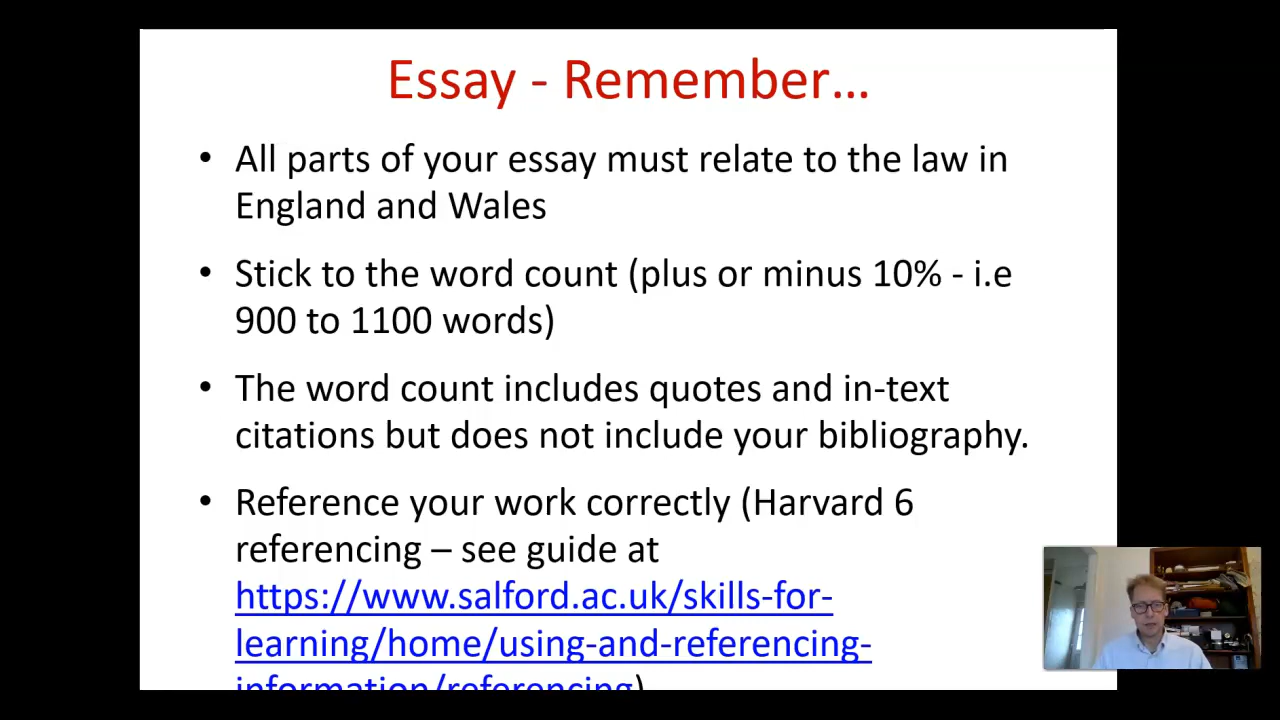 Essay - Remember...
• All parts of your essay must relate to the law in
England and Wales
• Stick to the word count (plus or minus 10% - i.e
900 to 1100 words)
• The word count includes quotes and in-text
citations but does not include your bibliography.
• Reference your work correctly (Harvard 6
referencing – see guide at
https://www.salford.ac.uk/skills-for-
learning/home/using-and-referencing-
information/referencing)